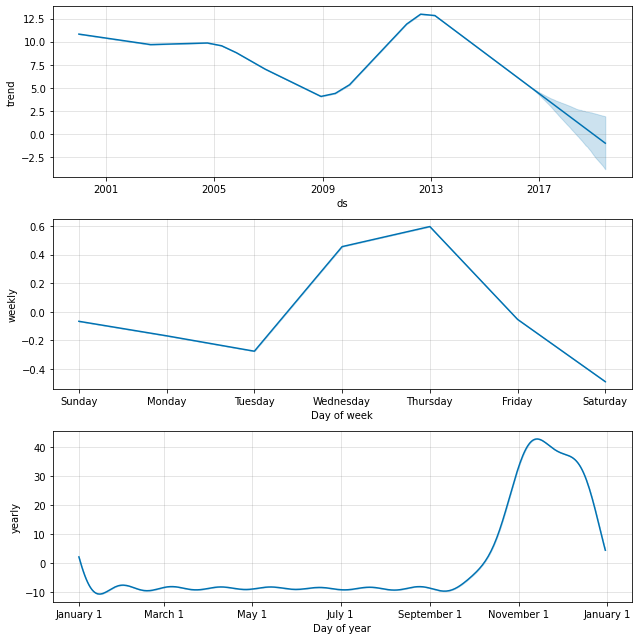 12.5
10.0
7.5
5.0
2.5
0.0
−2.5
trend
2001 2005 2009 2013 2017
ds
0.6
0.4
0.2
0.0
−0.2
−0.4
weekly
Sunday Monday Tuesday Wednesday Thursday Friday Saturday
Day of week
40
30
20
10
0
−10
yearly
January 1 March 1 May 1 July 1 September 1 November 1 January 1
Day of year